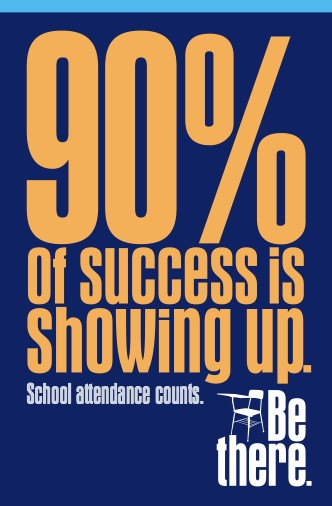 90%
of success is
showing up.
School attendance counts.
Be
there.